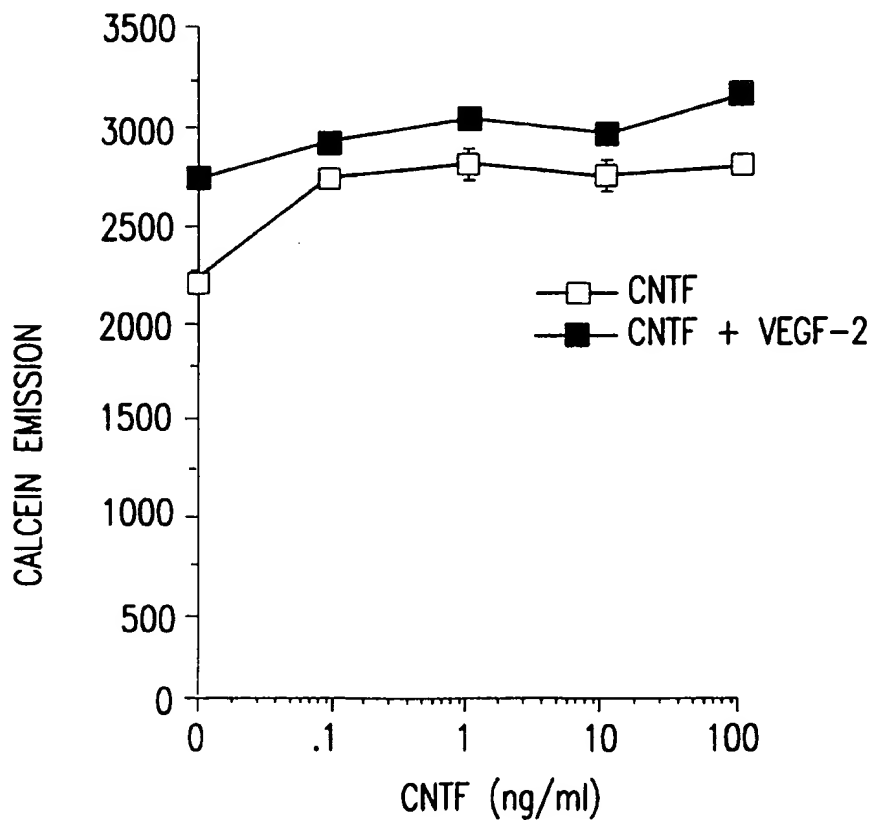 3500
3000
2500
2000
1500
1000
500
0
CALCEIN EMISSION
CNTF
CNTF + VEGF-2
0 .1 1 10 100
CNTF (ng/ml)